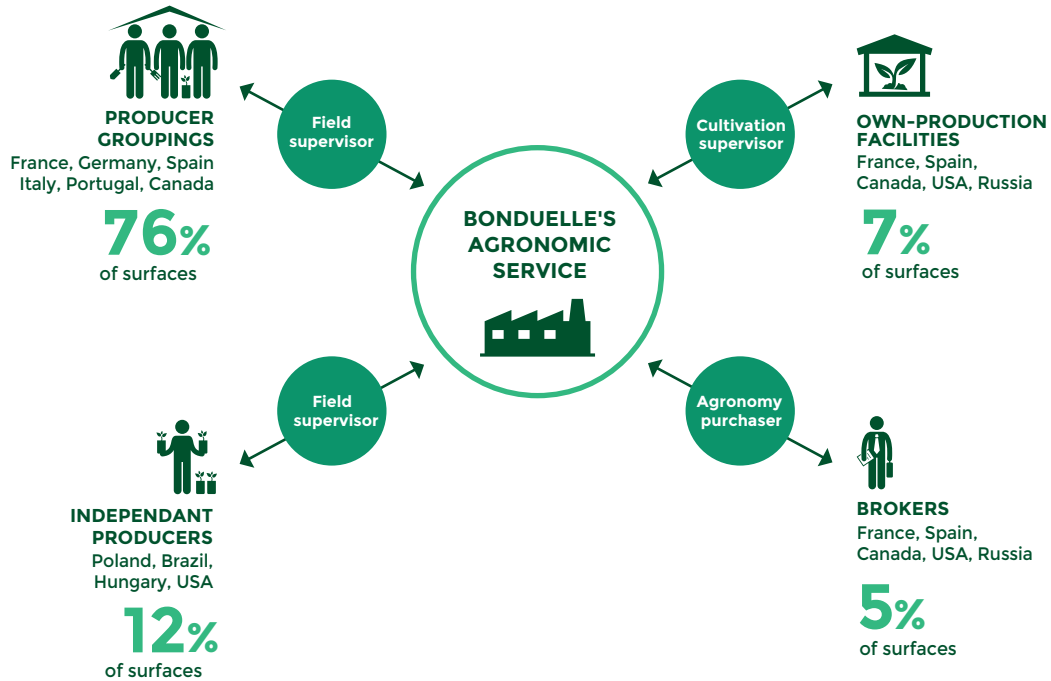 PRODUCER
GROUPINGS
France, Germany, Spain
Italy, Portugal, Canada
76%
of surfaces
Field
supervisor
BONDUELLE'S
AGRONOMIC
SERVICE
Cultivation
supervisor
OWN-PRODUCTION
FACILITIES
France, Spain,
Canada, USA, Russia
7%
of surfaces
INDEPENDANT
PRODUCERS
Poland, Brazil,
Hungary, USA
12%
of surfaces
Field
supervisor
Agronomy
purchaser
BROKERS
France, Spain,
Canada, USA, Russia
5%
of surfaces